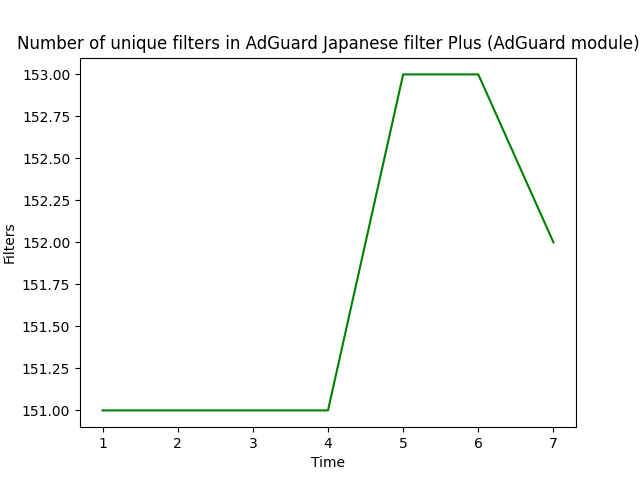 Number of unique filters in AdGuard Japanese filter Plus (AdGuard module)
153.00
152.75
152.50
152.25
152.00
151.75
151.50
151.25
151.00
Filters
1 2 3 4 5 6 7
Time